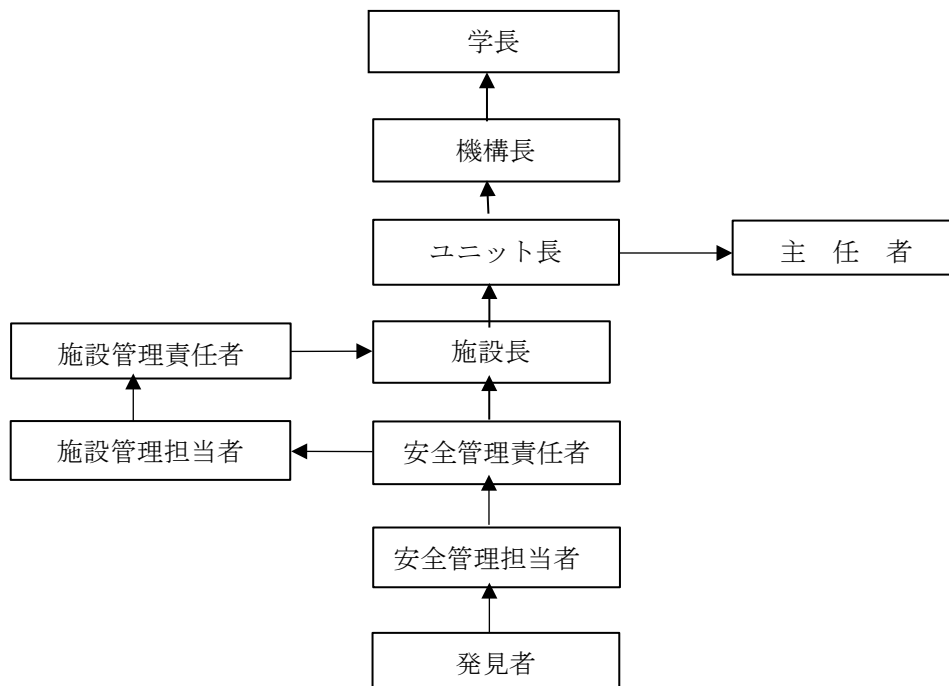 学長
機構長
ユニット長
主 任 者
施設管理責任者
施設長
施設管理担当者
安全管理責任者
安全管理担当者
発見者